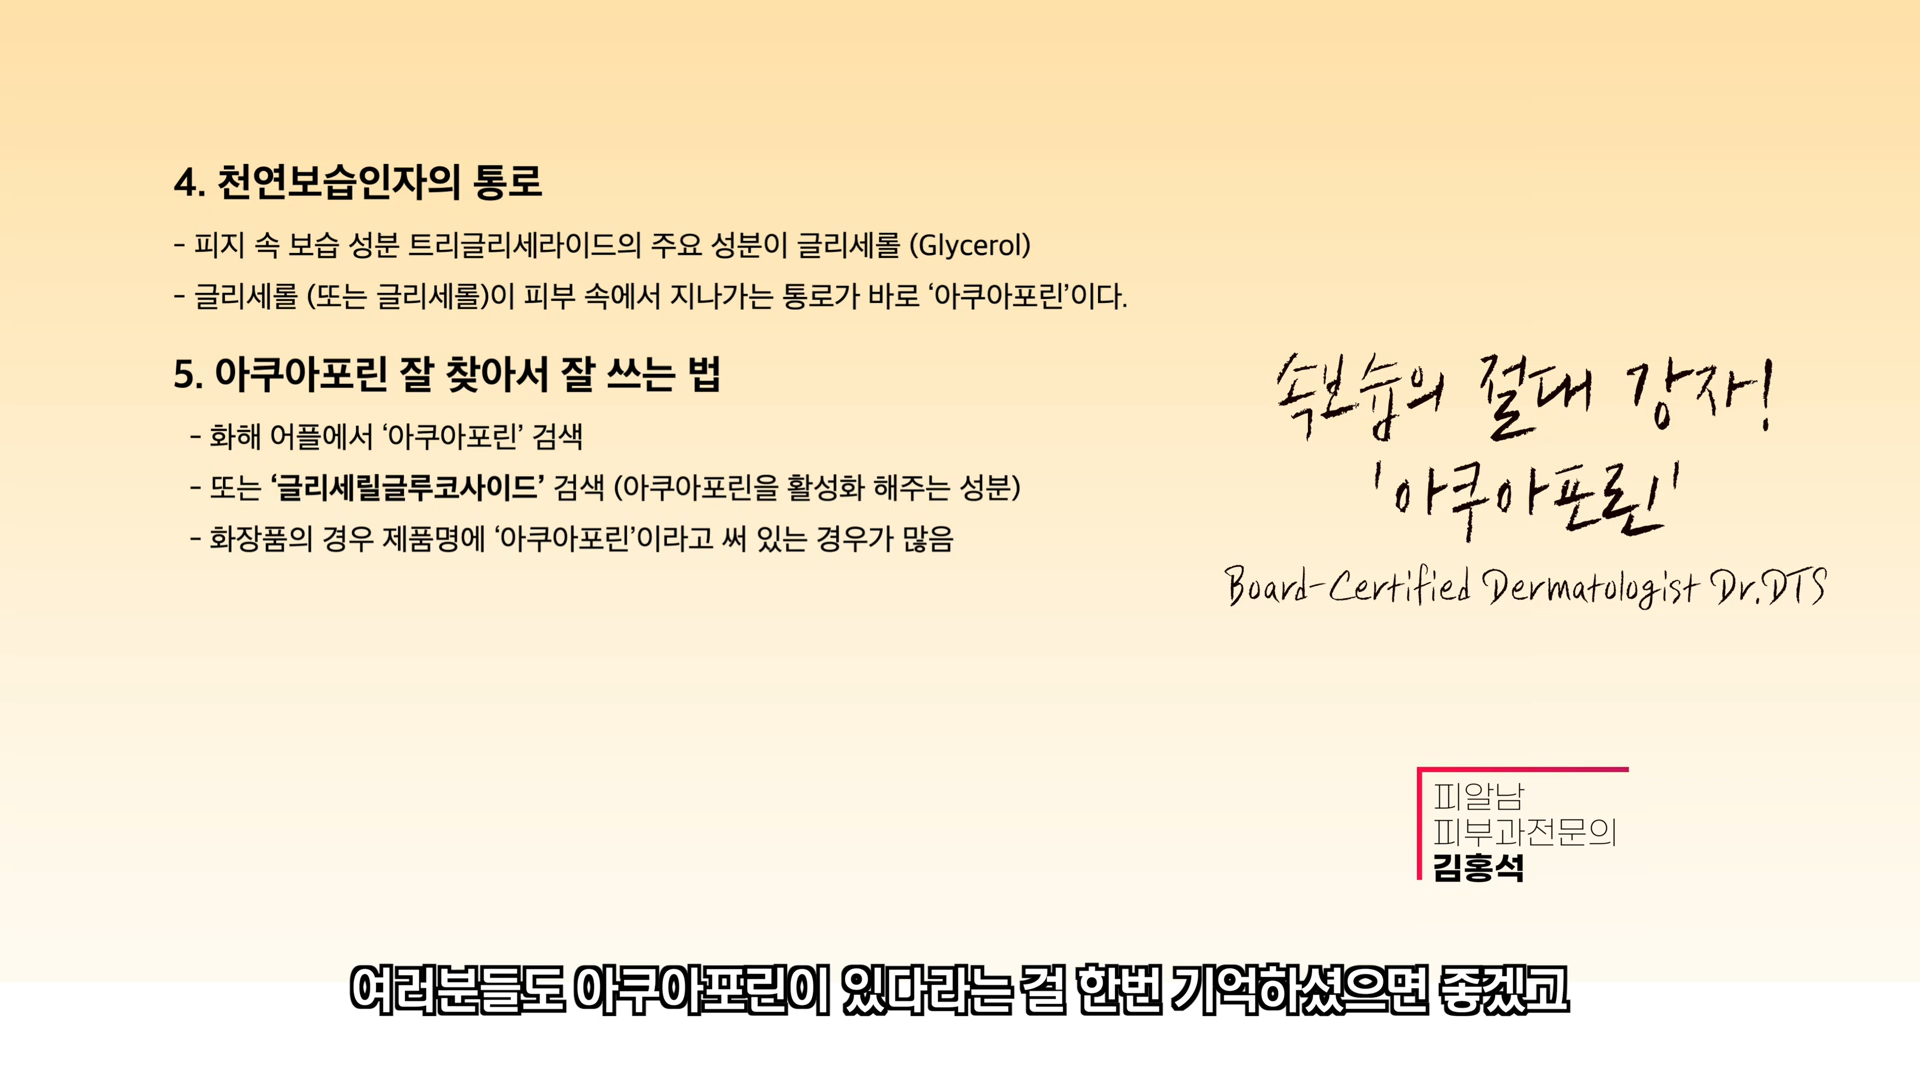 4. 천연보습인자의 통로
- 피지 속 보습 성분 트리글리세라이드의 주요 성분이 글리세롤 (Glycerol)
- 글리세롤 (또는 글리세롤)이 피부 속에서 지나가는 통로가 바로 ‘아쿠아포린’이다.
5. 아쿠아포린 잘 찾아서 잘 쓰는 법
- 화해 어플에서 ‘아쿠아포린’ 검색
- 또는 ‘글리세릴글루코사이드’ 검색 (아쿠아포린을 활성화 해주는 성분)
- 화장품의 경우 제품명에 ‘아쿠아포린’이라고 써 있는 경우가 많음
속보습의 절대 강자!
'아쿠아포린'
Board-Certified Dermatologist Dr.DTS
피알남
피부과전문의
김홍석
여러분들도 아쿠아포린이 있다라는 걸 한번 기억하셨으면 좋겠고